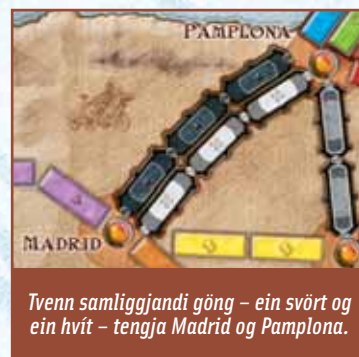 PAMPLONA
MADRID
Tvenn samliggjandi göng – ein svört og
ein hvít – tengja Madrid og Pamplona.